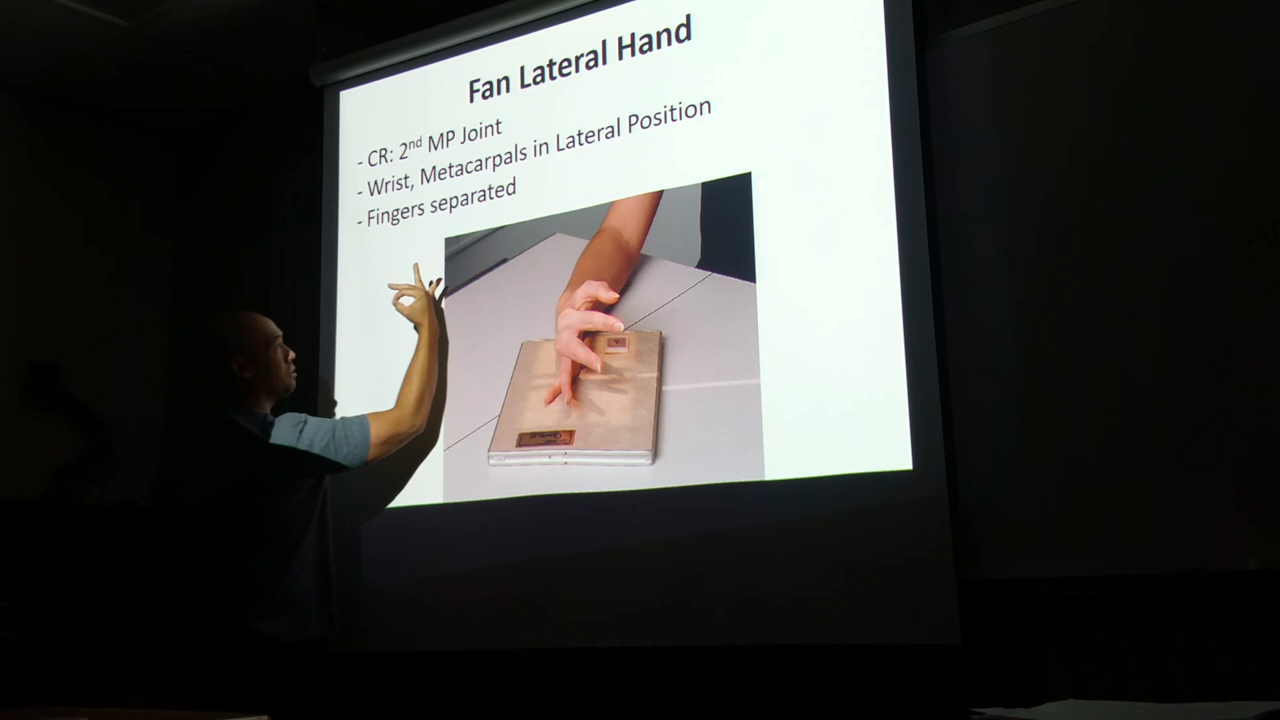 Fan Lateral Hand
- CR: 2nd MP Joint
- Wrist, Metacarpals in Lateral Position
- Fingers separated